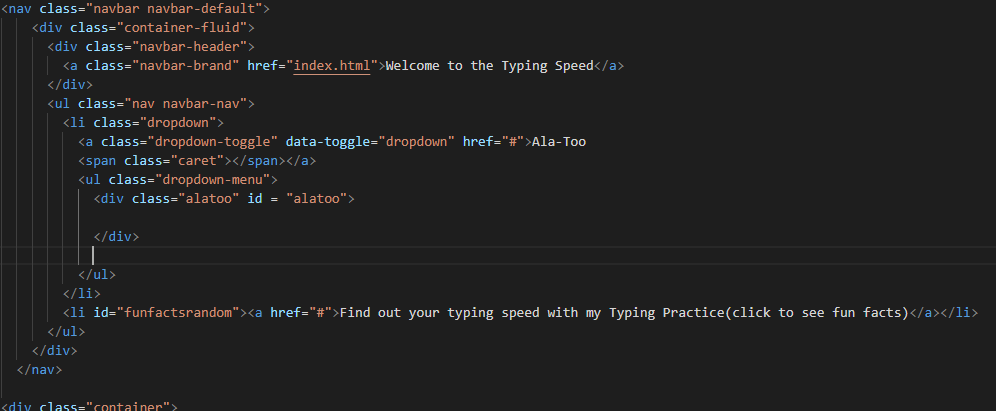 <nav class="navbar navbar-default">
<div class="container-fluid">
<div class="navbar-header">
<a class="navbar-brand" href="index.html">Welcome to the Typing Speed</a>
</div>
<ul class="nav navbar-nav">
<li class="dropdown">
<a class="dropdown-toggle" data-toggle="dropdown" href="#">Ala-Too
<span class="caret"></span></a>
<ul class="dropdown-menu">
<div class="alatoo" id = "alatoo">
</div>
</ul>
</li>
<li id="funfactsrandom"><a href="#">Find out your typing speed with my Typing Practice(click to see fun facts)</a></li>
</ul>
</div>
</nav>
<div class="container">